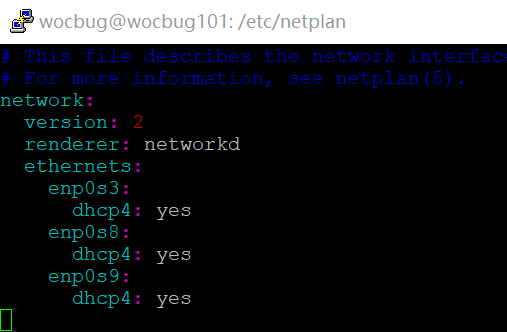 wocbug@wocbug101: /etc/netplan
# This file describes the network interfac
# For more information, see netplan(5).
network:
  version: 2
  renderer: networkd
  ethernets:
    enp0s3:
      dhcp4: yes
    enp0s8:
      dhcp4: yes
    enp0s9:
      dhcp4: yes